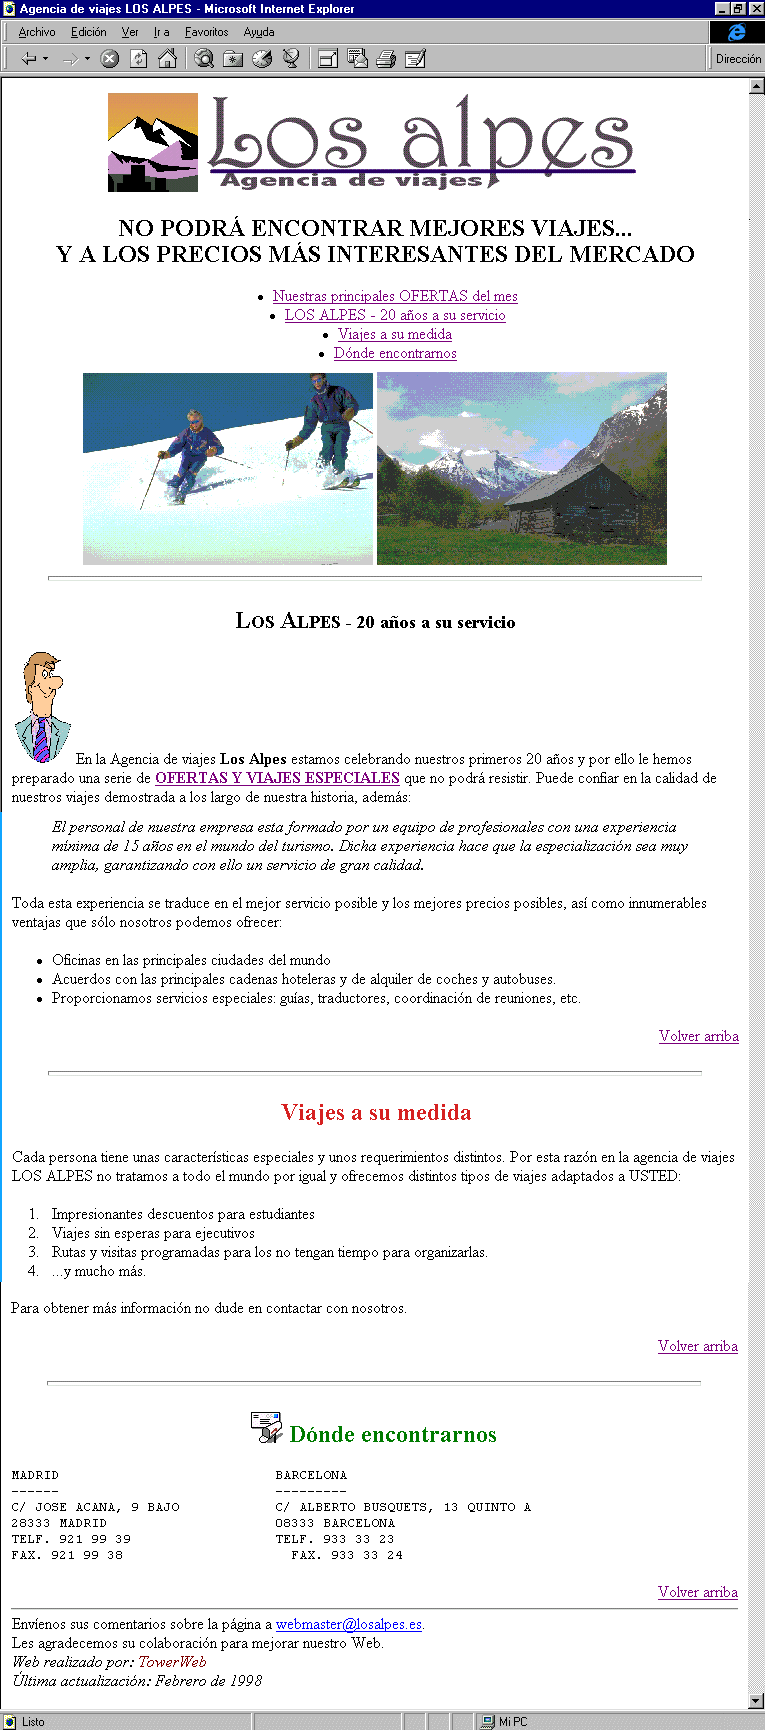 Agencia de viajes LOS ALPES - Microsoft Internet Explorer
Archivo Edición Ver Ir a Favoritos Ayuda
Dirección
Los alpes
Agencia de viajes
NO PODRÁ ENCONTRAR MEJORES VIAJES...
Y A LOS PRECIOS MÁS INTERESANTES DEL MERCADO
• Nuestras principales OFERTAS del mes
• LOS ALPES - 20 años a su servicio
• Viajes a su medida
• Dónde encontrarnos
LOS ALPES - 20 años a su servicio
En la Agencia de viajes Los Alpes estamos celebrando nuestros primeros 20 años y por ello le hemos
preparado una serie de OFERTAS Y VIAJES ESPECIALES que no podrá resistir. Puede confiar en la calidad de
nuestros viajes demostrada a los largo de nuestra historia, además:
El personal de nuestra empresa esta formado por un equipo de profesionales con una experiencia
mínima de 15 años en el mundo del turismo. Dicha experiencia hace que la especialización sea muy
amplia, garantizando con ello un servicio de gran calidad.
Toda esta experiencia se traduce en el mejor servicio posible y los mejores precios posibles, así como innumerables
ventajas que sólo nosotros podemos ofrecer:
• Oficinas en las principales ciudades del mundo
• Acuerdos con las principales cadenas hoteleras y de alquiler de coches y autobuses.
• Proporcionamos servicios especiales: guías, traductores, coordinación de reuniones, etc.
Volver arriba
Viajes a su medida
Cada persona tiene unas características especiales y unos requerimientos distintos. Por esta razón en la agencia de viajes
LOS ALPES no tratamos a todo el mundo por igual y ofrecemos distintos tipos de viajes adaptados a USTED:
1. Impresionantes descuentos para estudiantes
2. Viajes sin esperas para ejecutivos
3. Rutas y visitas programadas para los no tengan tiempo para organizarlas.
4. ...y mucho más.
Para obtener más información no dude en contactar con nosotros.
Volver arriba
Dónde encontrarnos
MADRID BARCELONA
------ ---------
C/ JOSE ACANA, 9 BAJO C/ ALBERTO BUSQUETS, 13 QUINTO A
28333 MADRID 08333 BARCELONA
TELF. 921 99 39 TELF. 933 33 23
FAX. 921 99 38 FAX. 933 33 24
Volver arriba
Envíenos sus comentarios sobre la página a webmaster@losalpes.es.
Les agradecemos su colaboración para mejorar nuestro Web.
Web realizado por: TowerWeb
Última actualización: Febrero de 1998
Listo Mi PC